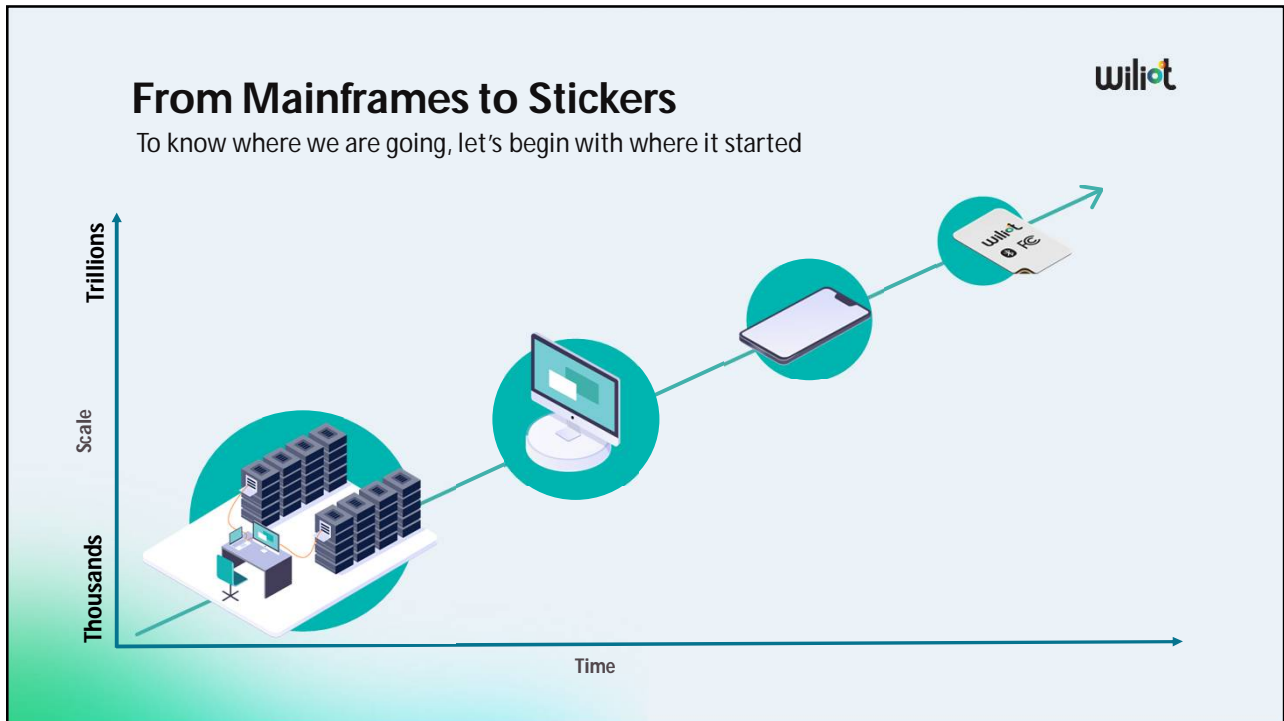 From Mainframes to Stickers
wiliot
To know where we are going, let's begin with where it started
Trillions
Scale
Thousands
Time
wiliot
FC